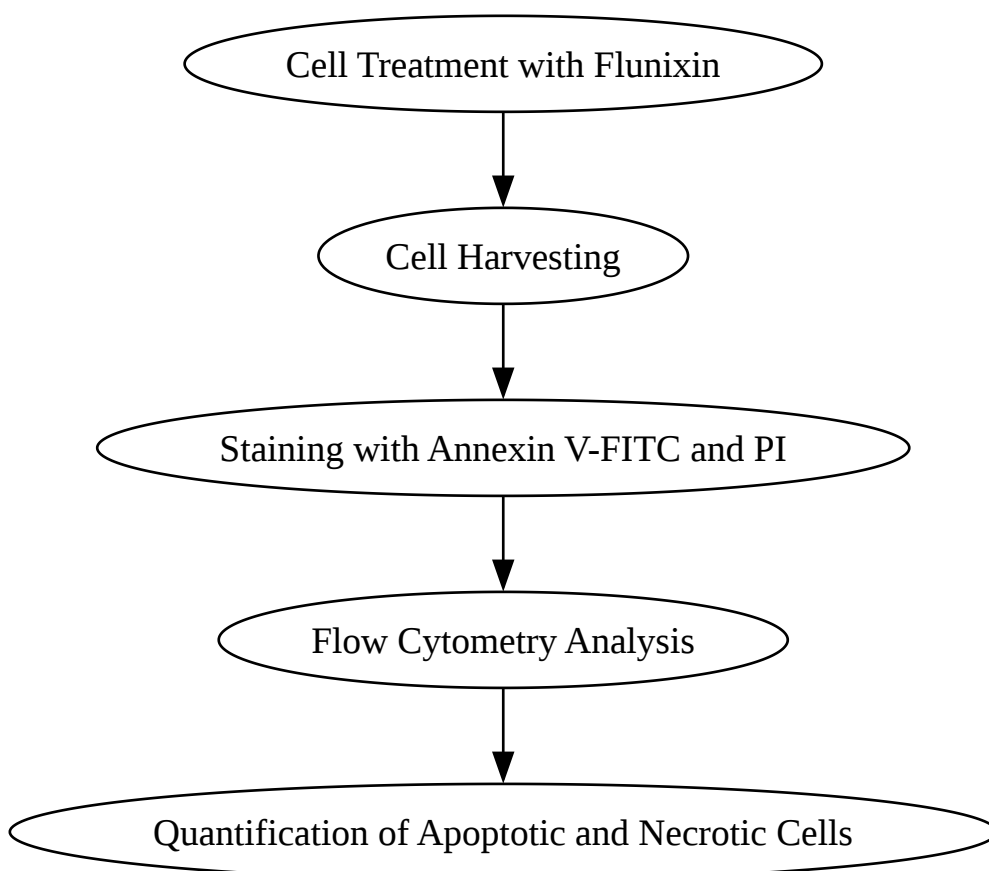 Cell Treatment with Flunixin
Cell Harvesting
Staining with Annexin V-FITC and PI
Flow Cytometry Analysis
Quantification of Apoptotic and Necrotic Cells